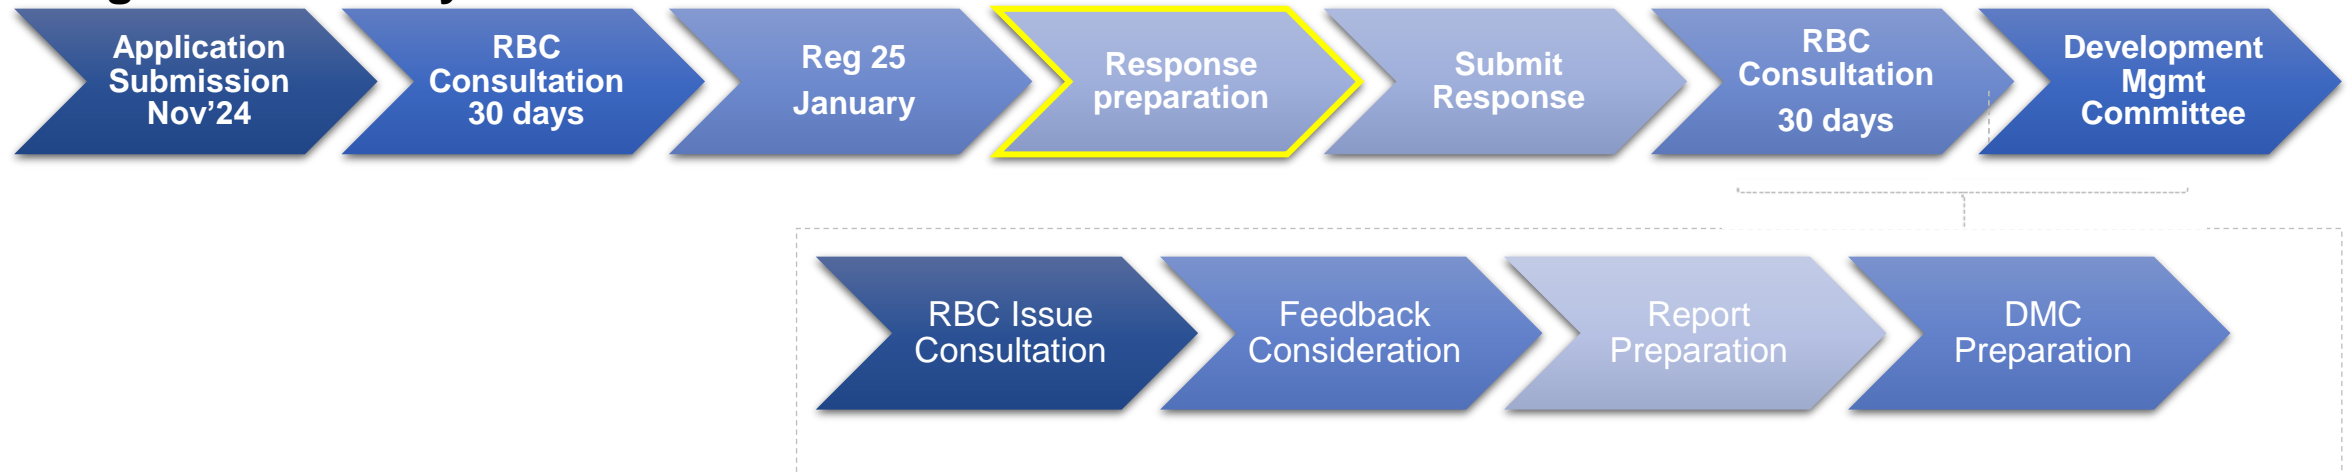 Application
Submission
Nov’24
RBC
Consultation
30 days
Reg 25
January
Response
preparation
Submit
Response
RBC
Consultation
30 days
Development
Mgmt
Committee
RBC Issue
Consultation
Feedback
Consideration
Report
Preparation
DMC
Preparation